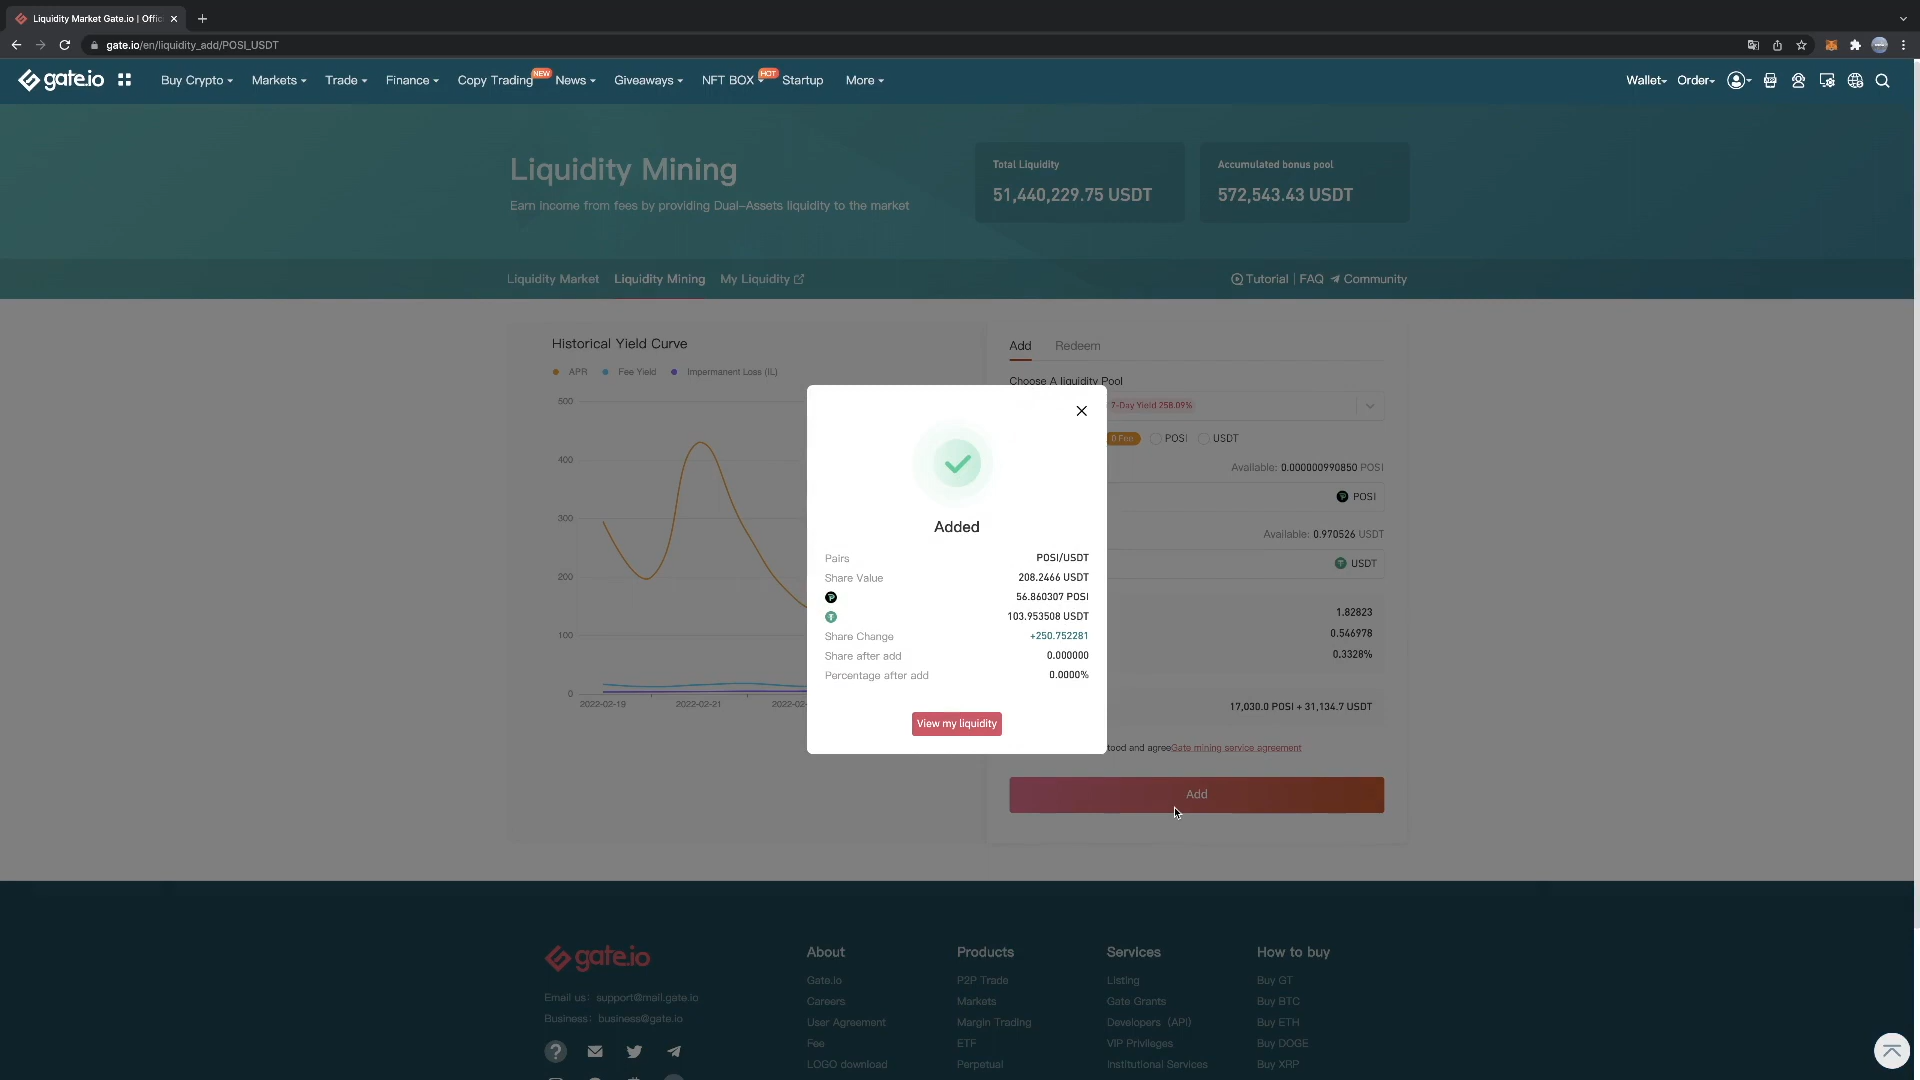 Liquidity Market Gate.io | Offic
gate.io/en/liquidity_add/POSI_USDT
gate.io Buy Crypto Markets Trade Finance Copy Trading NEW News Giveaways NFT BOX HOT Startup More Wallet Order
Liquidity Mining
Earn income from fees by providing Dual-Assets liquidity to the market
Total Liquidity
51,440,229.75 USDT
Accumulated bonus pool
572,543.43 USDT
Liquidity Market Liquidity Mining My Liquidity Tutorial | FAQ Community
Historical Yield Curve
APR Fee Yield Impermanent Loss (IL)
500
400
300
200
100
0
2022-02-19 2022-02-21 2022-02-
Add Redeem
Choose A liquidity Pool
7-Day Yield 258.09%
0 Fee POSI USDT
Available: 0.000000990850 POSI
POSI
Available: 0.970526 USDT
USDT
1.82823
0.546978
0.3328%
17,030.0 POSI + 31,134.7 USDT
tood and agreeGate mining service agreement
Add
Added
Pairs POSI/USDT
Share Value 208.2466 USDT
56.860307 POSI
103.953508 USDT
Share Change +250.752281
Share after add 0.000000
Percentage after add 0.0000%
View my liquidity
gate.io
Email us: support@mail.gate.io
Business: business@gate.io
About
Gate.io
Careers
User Agreement
Fee
LOGO download
Products
P2P Trade
Markets
Margin Trading
ETF
Perpetual
Services
Listing
Gate Grants
Developers (API)
VIP Privileges
Institutional Services
How to buy
Buy GT
Buy BTC
Buy ETH
Buy DOGE
Buy XRP